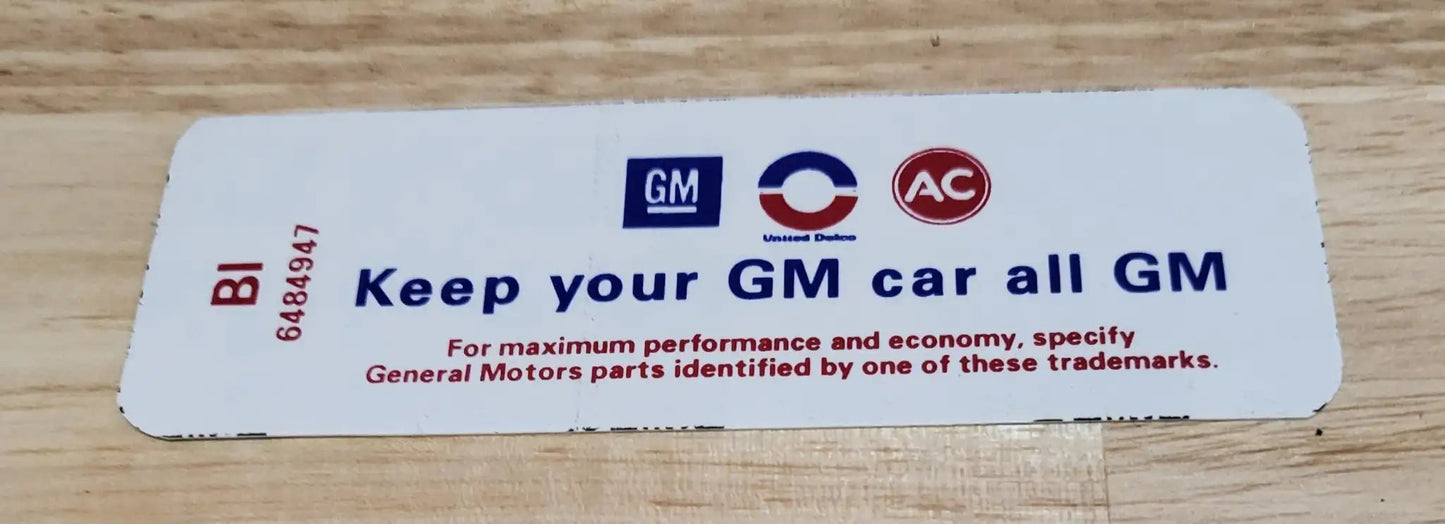 BI
6484947
GM
AC
United Delco
Keep your GM car all GM
For maximum performance and economy, specify
General Motors parts identified by one of these trademarks.